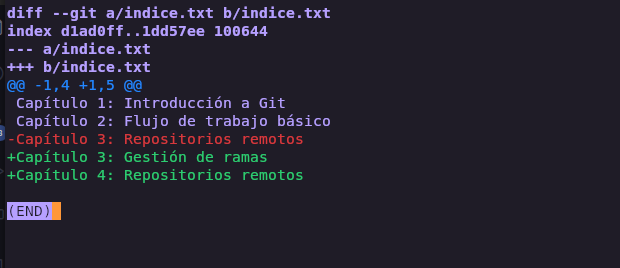 diff --git a/indice.txt b/indice.txt
index d1ad0ff..1dd57ee 100644
--- a/indice.txt
+++ b/indice.txt
@@ -1,4 +1,5 @@
 Capítulo 1: Introducción a Git
 Capítulo 2: Flujo de trabajo básico
-Capítulo 3: Repositorios remotos
+Capítulo 3: Gestión de ramas
+Capítulo 4: Repositorios remotos
(END)